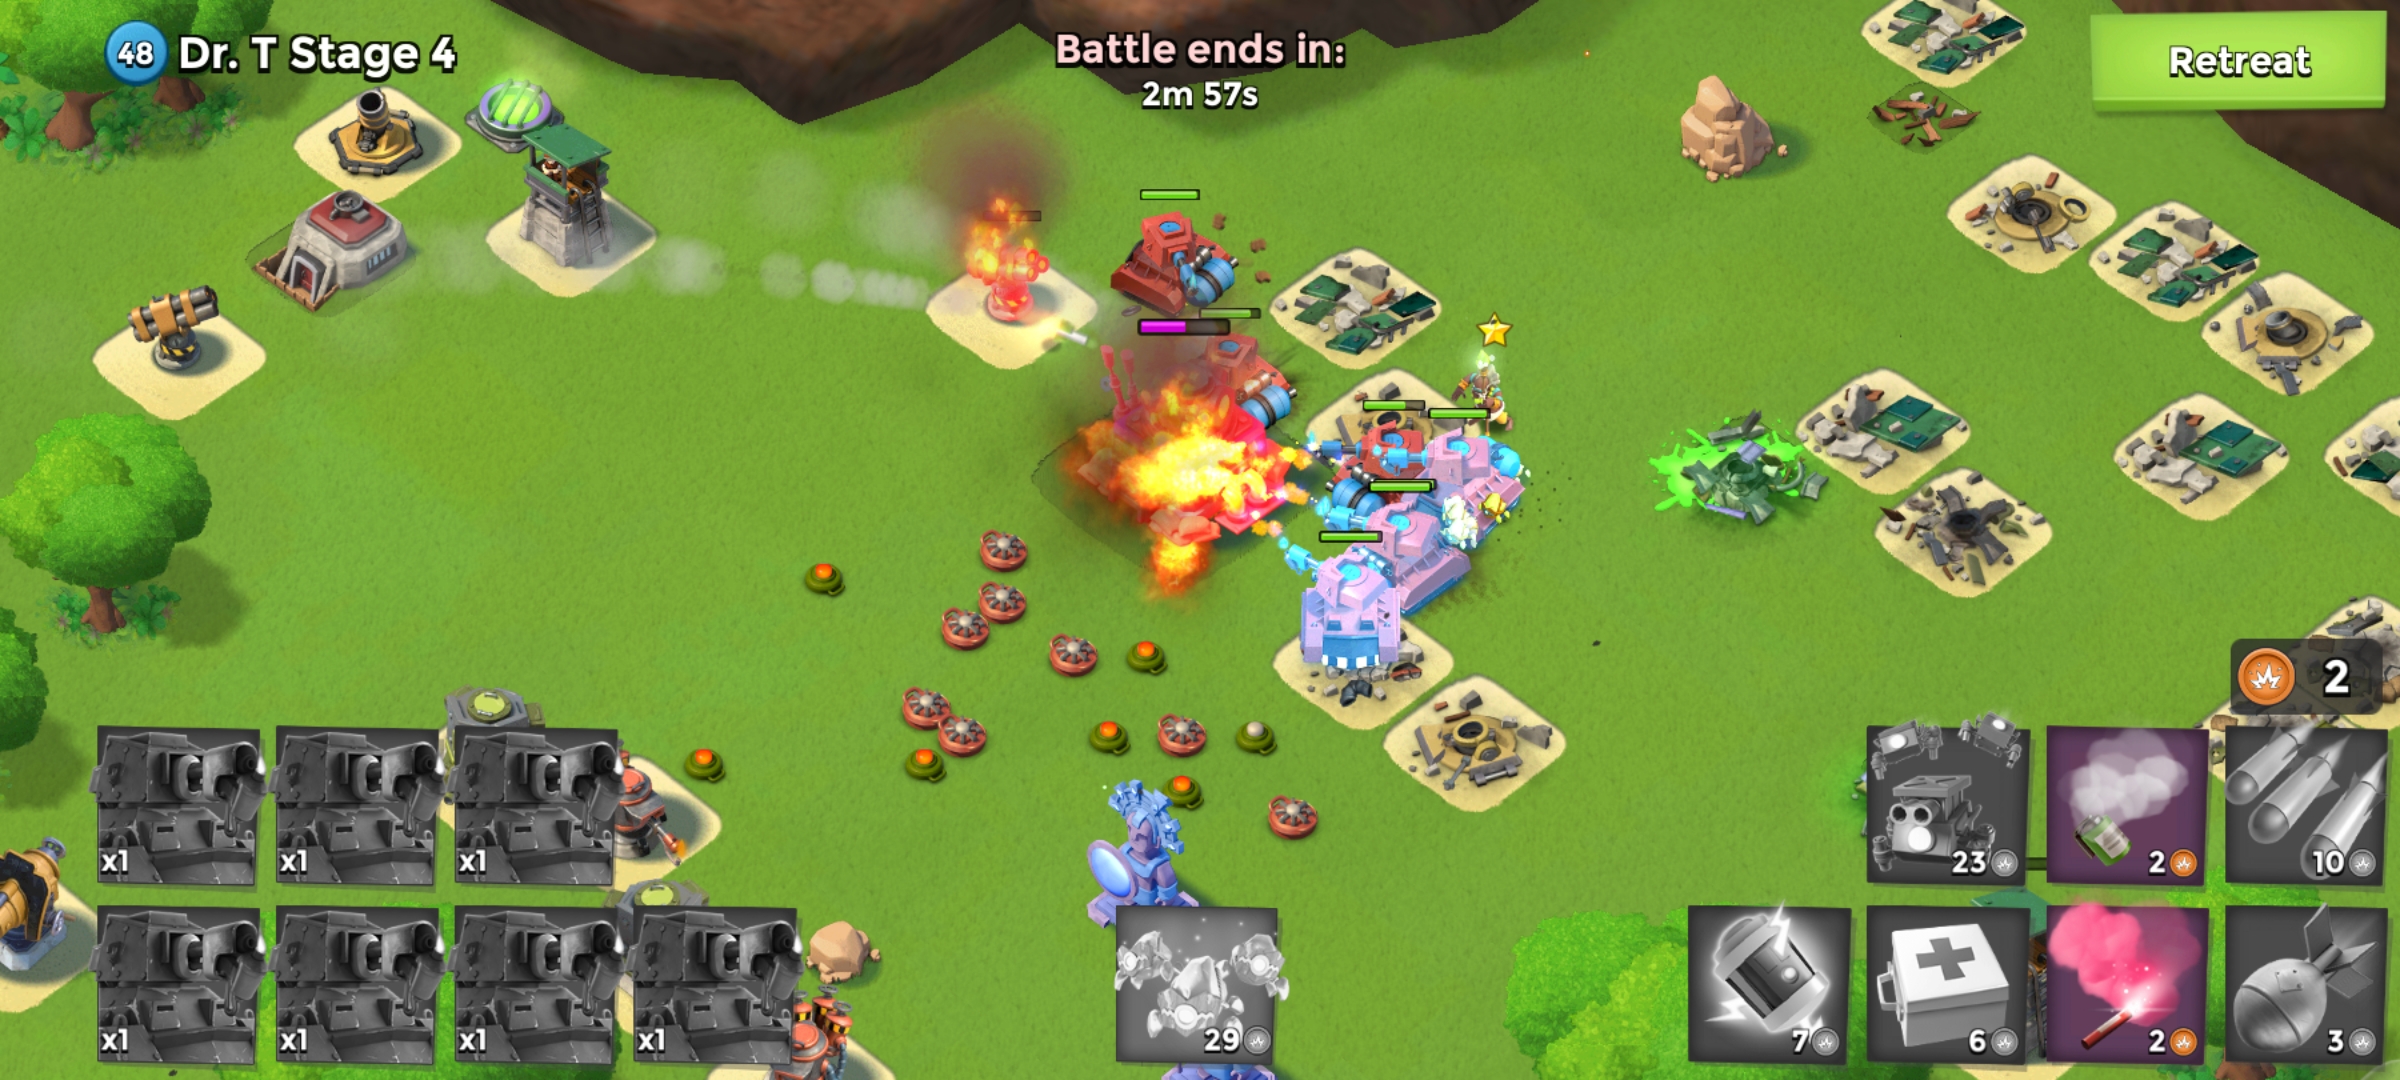 48 Dr. T Stage 4
Battle ends in:
2m 57s
Retreat
2
x1 x1 x1
23 2 10
x1 x1 x1 x1
29
7 6 2 3